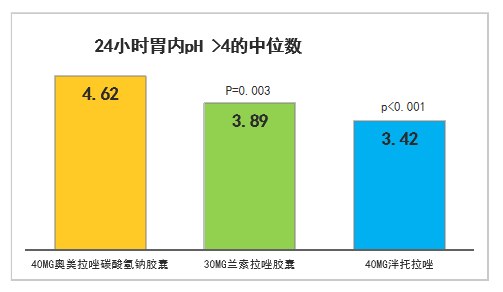 24小时胃内pH >4的中位数
4.62
P=0.003
3.89
p<0.001
3.42
40MG奥美拉唑碳酸氢钠胶囊
30MG兰索拉唑胶囊
40MG泮托拉唑